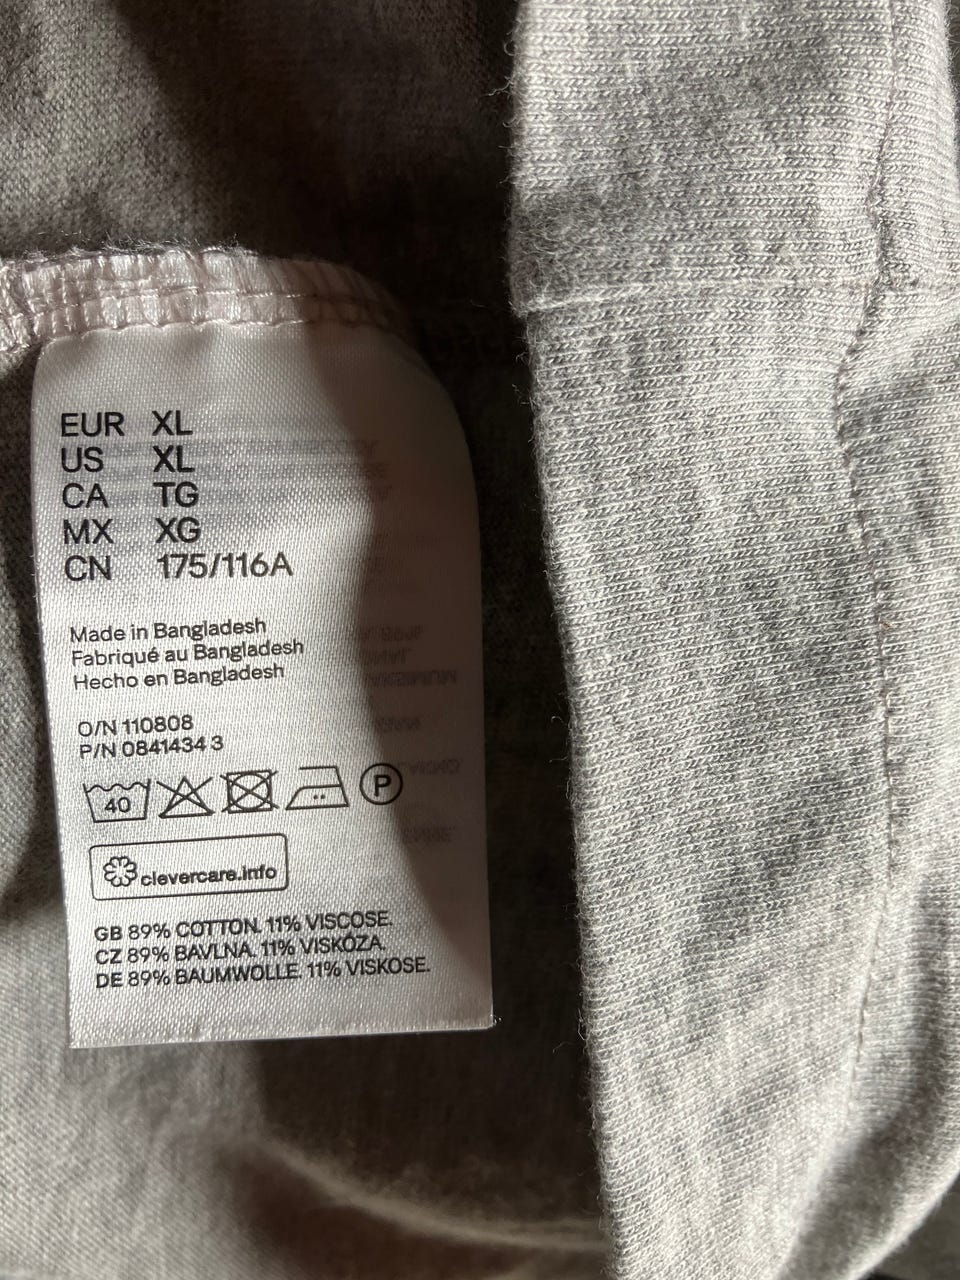 EUR XL
US XL
CA TG
MX XG
CN 175/116A
Made in Bangladesh
Fabriqué au Bangladesh
Hecho en Bangladesh
O/N 110808
P/N 0841434 3
40 P
clevercare.info
GB 89% COTTON. 11% VISCOSE.
CZ 89% BAVLNA. 11% VISKÓZA.
DE 89% BAUMWOLLE. 11% VISKOSE.